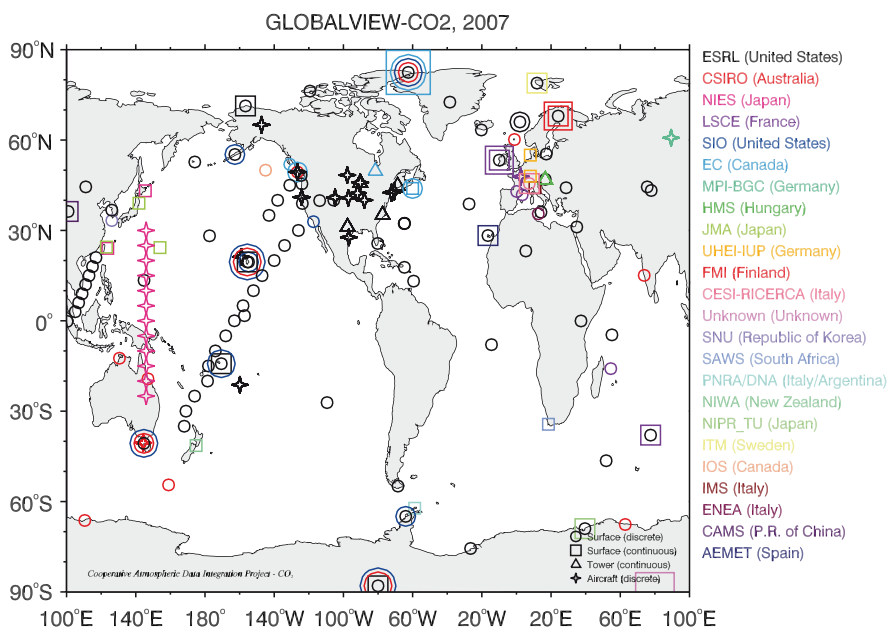 GLOBALVIEW-CO2, 2007
90°N
60°N
30°N
0°
30°S
60°S
90°S
100°E 140°E 180° 140°W 100°W 60°W 20°W 20°E 60°E 100°E
ESRL (United States)
CSIRO (Australia)
NIES (Japan)
LSCE (France)
SIO (United States)
EC (Canada)
MPI-BGC (Germany)
HMS (Hungary)
JMA (Japan)
UHEI-IUP (Germany)
FMI (Finland)
CESI-RICERCA (Italy)
Unknown (Unknown)
SNU (Republic of Korea)
SAWS (South Africa)
PNRA/DNA (Italy/Argentina)
NIWA (New Zealand)
NIPR_TU (Japan)
ITM (Sweden)
IOS (Canada)
IMS (Italy)
ENEA (Italy)
CAMS (P.R. of China)
AEMET (Spain)
Surface (discrete)
Surface (continuous)
Tower (continuous)
Aircraft (discrete)
Cooperative Atmospheric Data Integration Project - CO₂